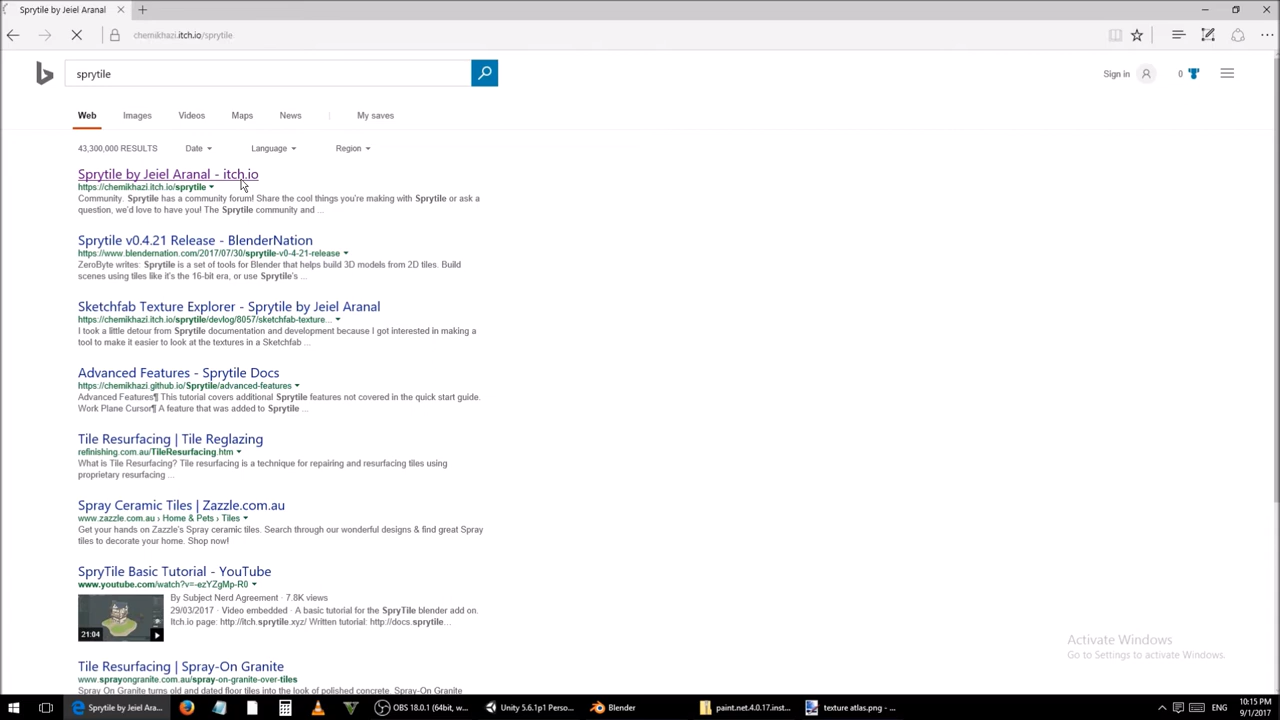 Sprytile by Jeiel Aranal
chemikhazi.itch.io/sprytile
sprytile
Sign in
0
Web
Images
Videos
Maps
News
My saves
43,300,000 RESULTS
Date
Language
Region
Sprytile by Jeiel Aranal - itch.io
https://chemikhazi.itch.io/sprytile
Community. Sprytile has a community forum! Share the cool things you're making with Sprytile or ask a
question, we'd love to have you! The Sprytile community and ...
Sprytile v0.4.21 Release - BlenderNation
https://www.blendernation.com/2017/07/30/sprytile-v0-4-21-release
ZeroByte writes: Sprytile is a set of tools for Blender that helps build 3D models from 2D tiles. Build
scenes using tiles like it's the 16-bit era, or use Sprytile's ...
Sketchfab Texture Explorer - Sprytile by Jeiel Aranal
https://chemikhazi.itch.io/sprytile/devlog/8057/sketchfab-texture...
I took a little detour from Sprytile documentation and development because I got interested in making a
tool to make it easier to look at the textures in a Sketchfab ...
Advanced Features - Sprytile Docs
https://chemikhazi.github.io/Sprytile/advanced-features
Advanced Features¶ This tutorial covers additional Sprytile features not covered in the quick start guide.
Work Plane Cursor¶ A feature that was added to Sprytile ...
Tile Resurfacing | Tile Reglazing
refinishing.com.au/TileResurfacing.htm
What is Tile Resurfacing? Tile resurfacing is a technique for repairing and resurfacing tiles using
proprietary resurfacing ...
Spray Ceramic Tiles | Zazzle.com.au
www.zazzle.com.au › Home & Pets › Tiles
Get your hands on Zazzle's Spray ceramic tiles. Search through our wonderful designs & find great Spray
tiles to decorate your home. Shop now!
SpryTile Basic Tutorial - YouTube
www.youtube.com/watch?v=-ezYZgMp-R0
By Subject Nerd Agreement · 7.8K views
29/03/2017 · Video embedded · A basic tutorial for the SpryTile blender add on.
Itch.io page: http://itch.sprytile.xyz/ Written tutorial: http://docs.sprytile...
21:04
Tile Resurfacing | Spray-On Granite
www.sprayongranite.com/spray-on-granite-over-tiles
Spray On Granite turns old and dated floor tiles into the look of polished concrete. Spray-On Granite
Activate Windows
Go to Settings to activate Windows.
Sprytile by Jeiel Ara...
OBS 18.0.1 (64bit, w...
Unity 5.6.1p1 Perso...
Blender
paint.net.4.0.17.inst...
texture atlas.png - ...
ENG
10:15 PM
9/1/2017